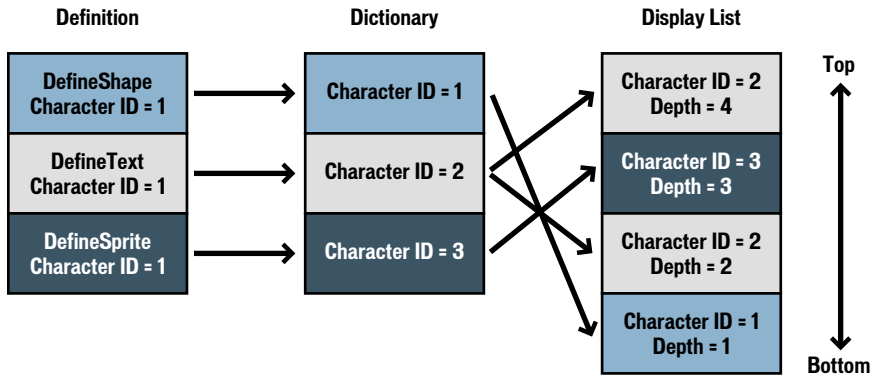 Definition
Dictionary
Display List
DefineShape
Character ID = 1
DefineText
Character ID = 1
DefineSprite
Character ID = 1
Character ID = 1
Character ID = 2
Character ID = 3
Character ID = 2
Depth = 4
Character ID = 3
Depth = 3
Character ID = 2
Depth = 2
Character ID = 1
Depth = 1
Top
Bottom